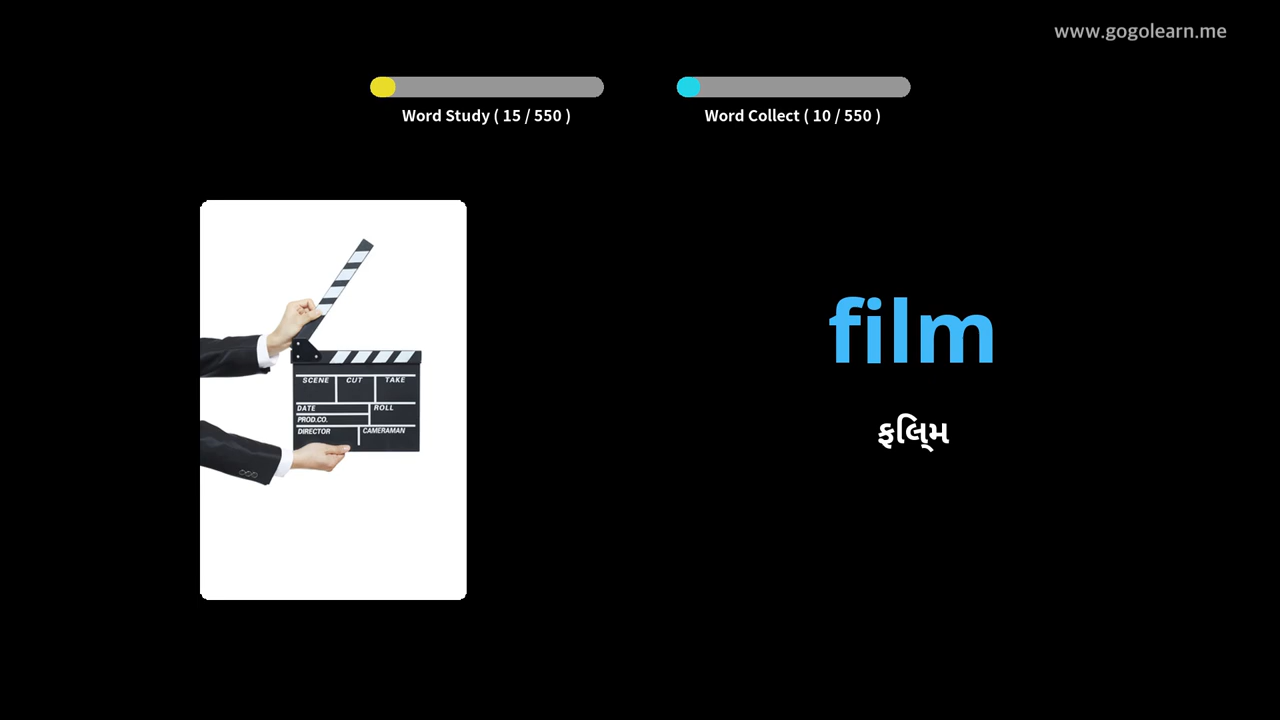 www.gogolearn.me
Word Study ( 15 / 550 )
Word Collect ( 10 / 550 )
SCENE CUT TAKE
DATE ROLL
PROD.CO.
DIRECTOR CAMERAMAN
film
ફિલ્મ